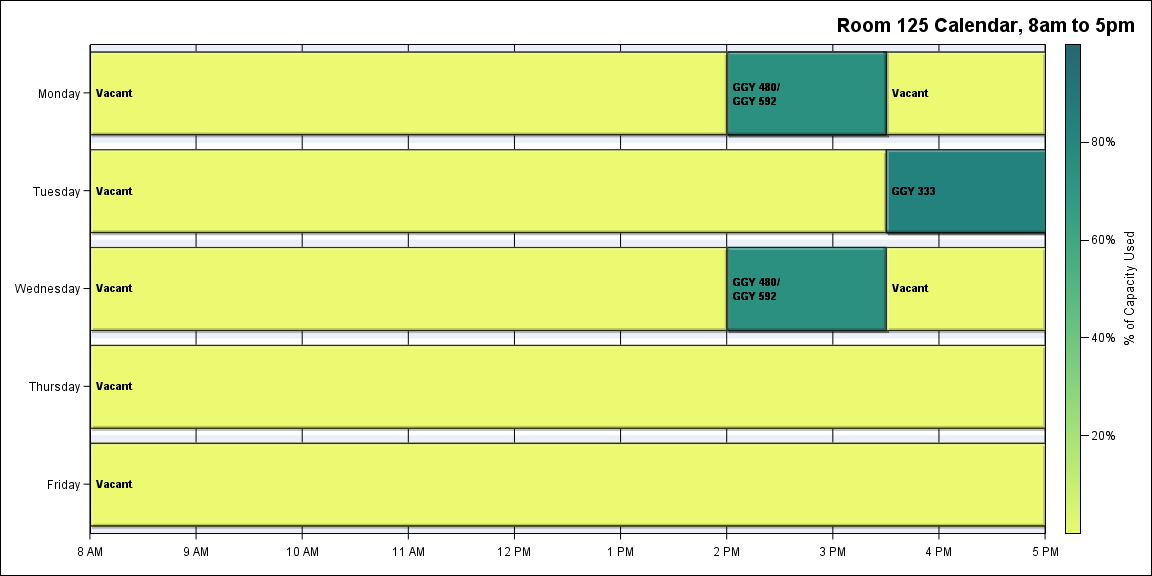 Room 125 Calendar, 8am to 5pm
Monday
Vacant
GGY 480/
GGY 592
Vacant
Tuesday
Vacant
GGY 333
Wednesday
Vacant
GGY 480/
GGY 592
Vacant
Thursday
Vacant
Friday
Vacant
8 AM
9 AM
10 AM
11 AM
12 PM
1 PM
2 PM
3 PM
4 PM
5 PM
80%
60%
40%
20%
% of Capacity Used